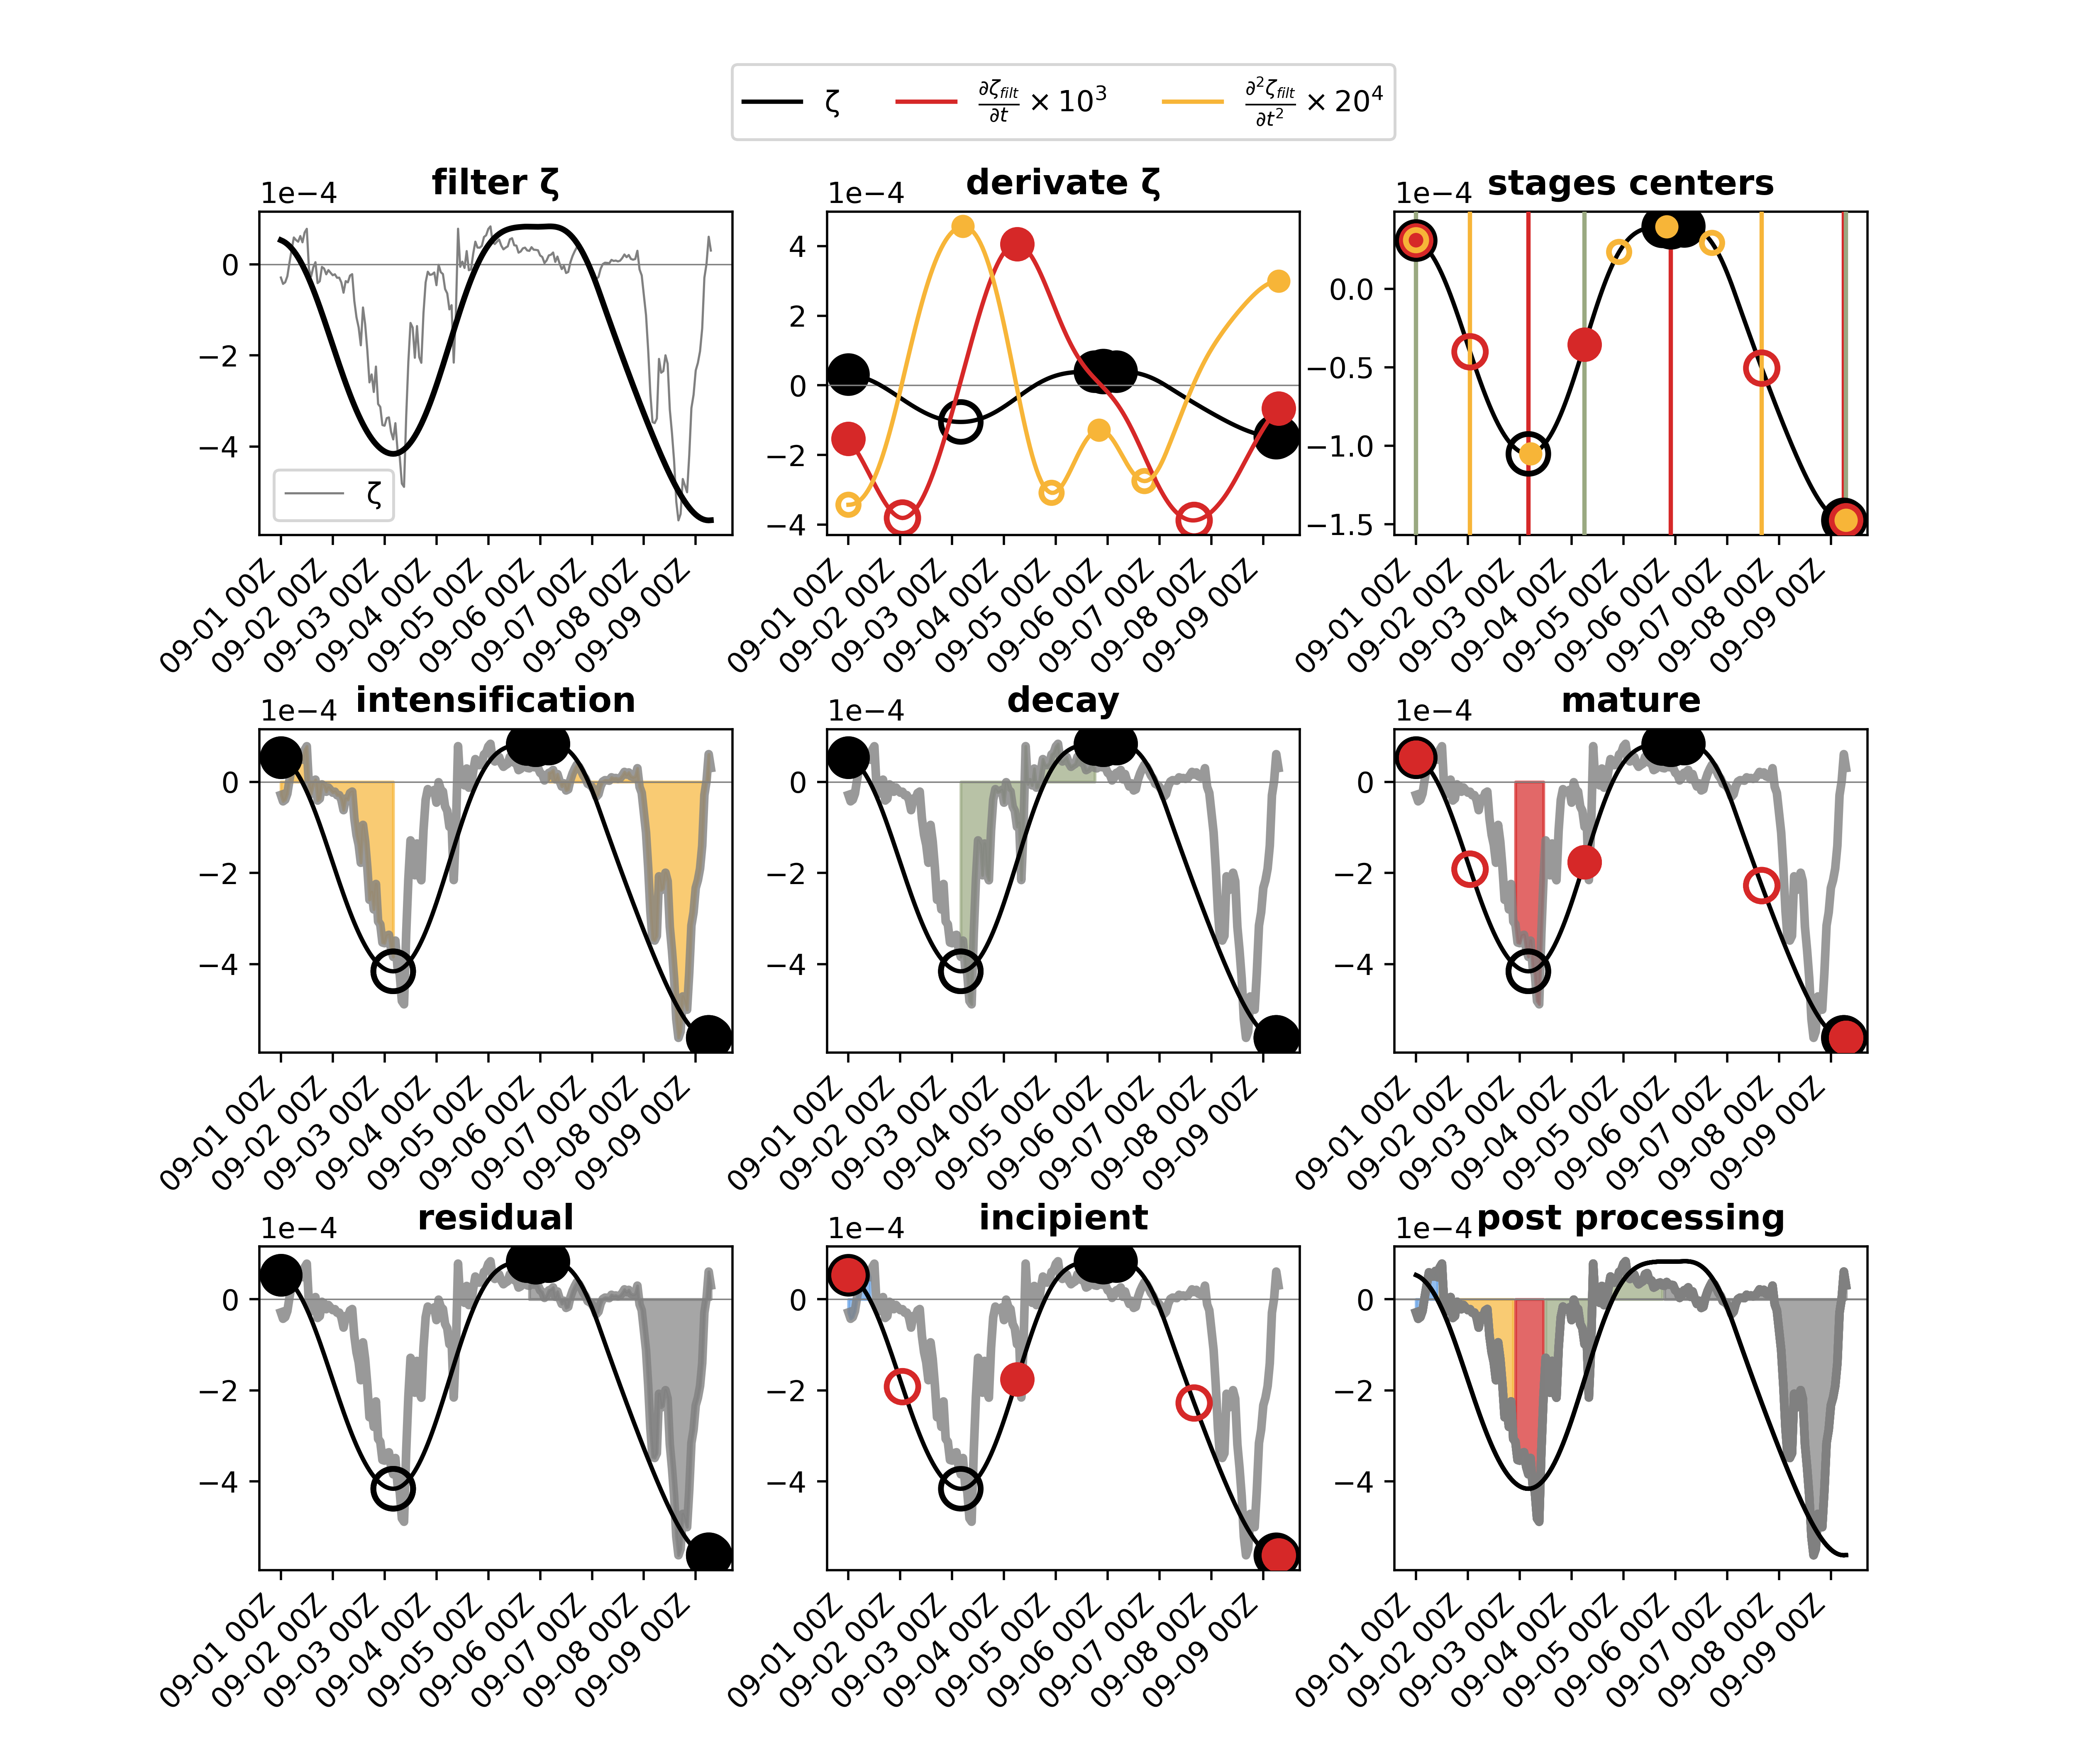 ζ ∂ζfilt/∂t × 10³ ∂²ζfilt/∂t² × 20⁴
filter ζ
1e−4
0
−2
−4
ζ
09-01 00Z
09-02 00Z
09-03 00Z
09-04 00Z
09-05 00Z
09-06 00Z
09-07 00Z
09-08 00Z
09-09 00Z
derivate ζ
1e−4
4
2
0
−2
−4
09-01 00Z
09-02 00Z
09-03 00Z
09-04 00Z
09-05 00Z
09-06 00Z
09-07 00Z
09-08 00Z
09-09 00Z
stages centers
1e−4
0.0
−0.5
−1.0
−1.5
09-01 00Z
09-02 00Z
09-03 00Z
09-04 00Z
09-05 00Z
09-06 00Z
09-07 00Z
09-08 00Z
09-09 00Z
intensification
1e−4
0
−2
−4
09-01 00Z
09-02 00Z
09-03 00Z
09-04 00Z
09-05 00Z
09-06 00Z
09-07 00Z
09-08 00Z
09-09 00Z
decay
1e−4
0
−2
−4
09-01 00Z
09-02 00Z
09-03 00Z
09-04 00Z
09-05 00Z
09-06 00Z
09-07 00Z
09-08 00Z
09-09 00Z
mature
1e−4
0
−2
−4
09-01 00Z
09-02 00Z
09-03 00Z
09-04 00Z
09-05 00Z
09-06 00Z
09-07 00Z
09-08 00Z
09-09 00Z
residual
1e−4
0
−2
−4
09-01 00Z
09-02 00Z
09-03 00Z
09-04 00Z
09-05 00Z
09-06 00Z
09-07 00Z
09-08 00Z
09-09 00Z
incipient
1e−4
0
−2
−4
09-01 00Z
09-02 00Z
09-03 00Z
09-04 00Z
09-05 00Z
09-06 00Z
09-07 00Z
09-08 00Z
09-09 00Z
post processing
1e−4
0
−2
−4
09-01 00Z
09-02 00Z
09-03 00Z
09-04 00Z
09-05 00Z
09-06 00Z
09-07 00Z
09-08 00Z
09-09 00Z